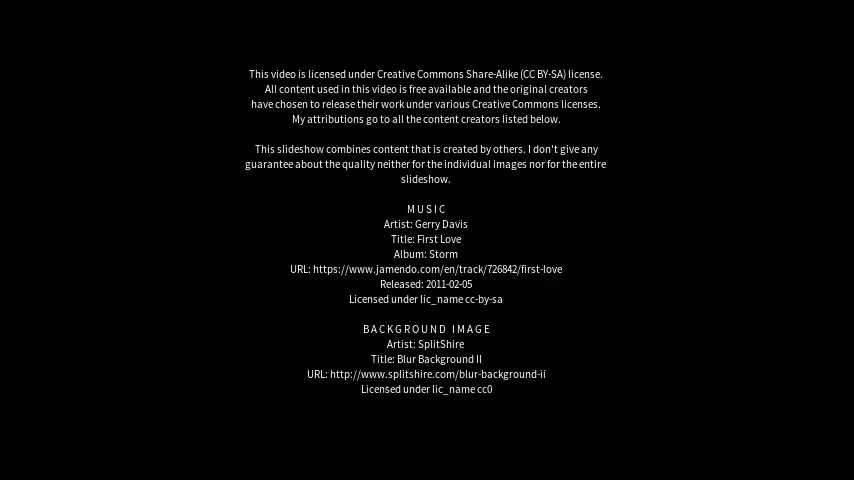 This video is licensed under Creative Commons Share-Alike (CC BY-SA) license.
All content used in this video is free available and the original creators
have chosen to release their work under various Creative Commons licenses.
My attributions go to all the content creators listed below.
This slideshow combines content that is created by others. I don't give any
guarantee about the quality neither for the individual images nor for the entire
slideshow.
MUSIC
Artist: Gerry Davis
Title: First Love
Album: Storm
URL: https://www.jamendo.com/en/track/726842/first-love
Released: 2011-02-05
Licensed under lic_name cc-by-sa
BACKGROUND IMAGE
Artist: SplitShire
Title: Blur Background II
URL: http://www.splitshire.com/blur-background-ii
Licensed under lic_name cc0